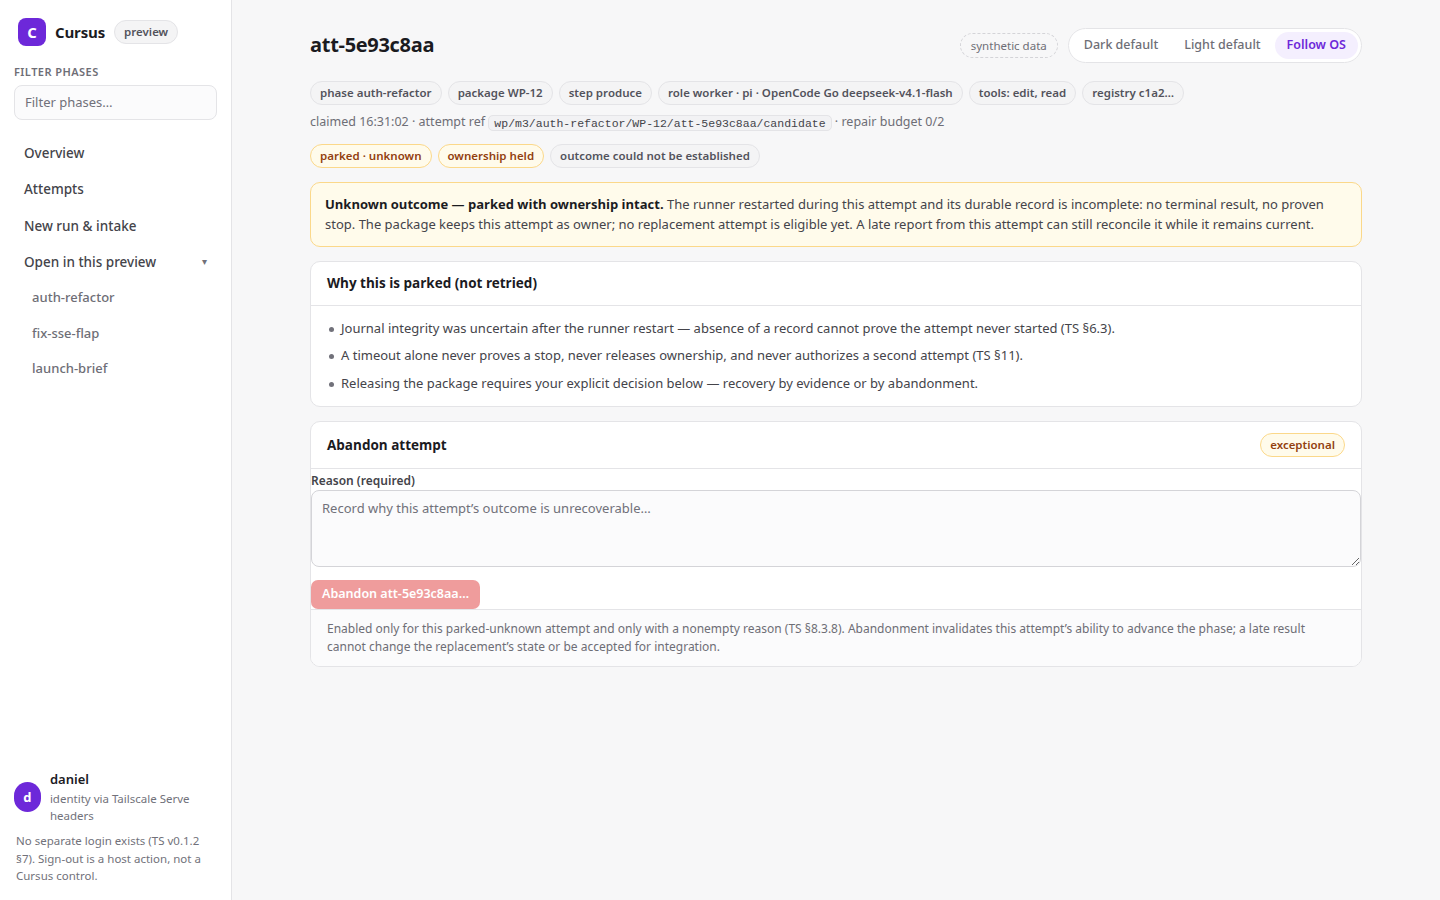 C Cursus preview
FILTER PHASES
Filter phases...
Overview
Attempts
New run & intake
Open in this preview ▾
auth-refactor
fix-sse-flap
launch-brief
d
daniel
identity via Tailscale Serve
headers
No separate login exists (TS v0.1.2
§7). Sign-out is a host action, not a
Cursus control.
att-5e93c8aa
synthetic data
Dark default Light default Follow OS
phase auth-refactor package WP-12 step produce role worker · pi · OpenCode Go deepseek-v4.1-flash tools: edit, read registry c1a2…
claimed 16:31:02 · attempt ref wp/m3/auth-refactor/WP-12/att-5e93c8aa/candidate · repair budget 0/2
parked · unknown ownership held outcome could not be established
Unknown outcome — parked with ownership intact. The runner restarted during this attempt and its durable record is incomplete: no terminal result, no proven
stop. The package keeps this attempt as owner; no replacement attempt is eligible yet. A late report from this attempt can still reconcile it while it remains current.
Why this is parked (not retried)
Journal integrity was uncertain after the runner restart — absence of a record cannot prove the attempt never started (TS §6.3).
A timeout alone never proves a stop, never releases ownership, and never authorizes a second attempt (TS §11).
Releasing the package requires your explicit decision below — recovery by evidence or by abandonment.
Abandon attempt exceptional
Reason (required)
Record why this attempt’s outcome is unrecoverable…
Abandon att-5e93c8aa…
Enabled only for this parked-unknown attempt and only with a nonempty reason (TS §8.3.8). Abandonment invalidates this attempt’s ability to advance the phase; a late result
cannot change the replacement’s state or be accepted for integration.